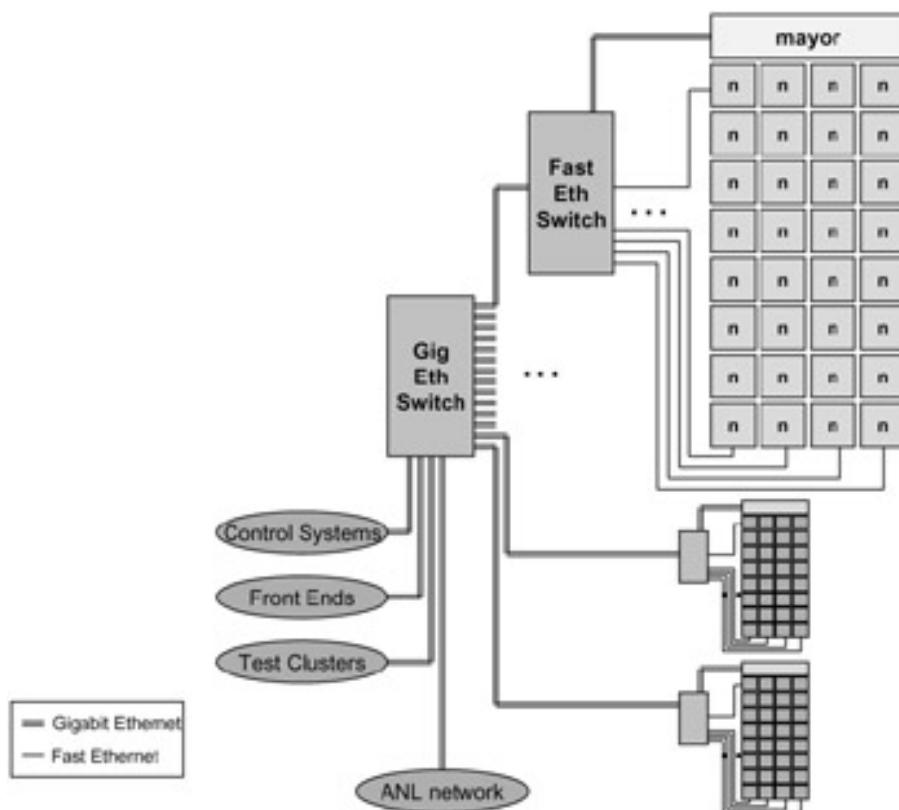 mayor
n n n n
n n n n
Fast
Eth
Switch
n n n n
. . .
n n n n
n n n n
n n n n
Gig
Eth
Switch
. . .
n n n n
n n n n
Control Systems
Front Ends
Test Clusters
Gigabit Ethernet
Fast Ethernet
ANL network